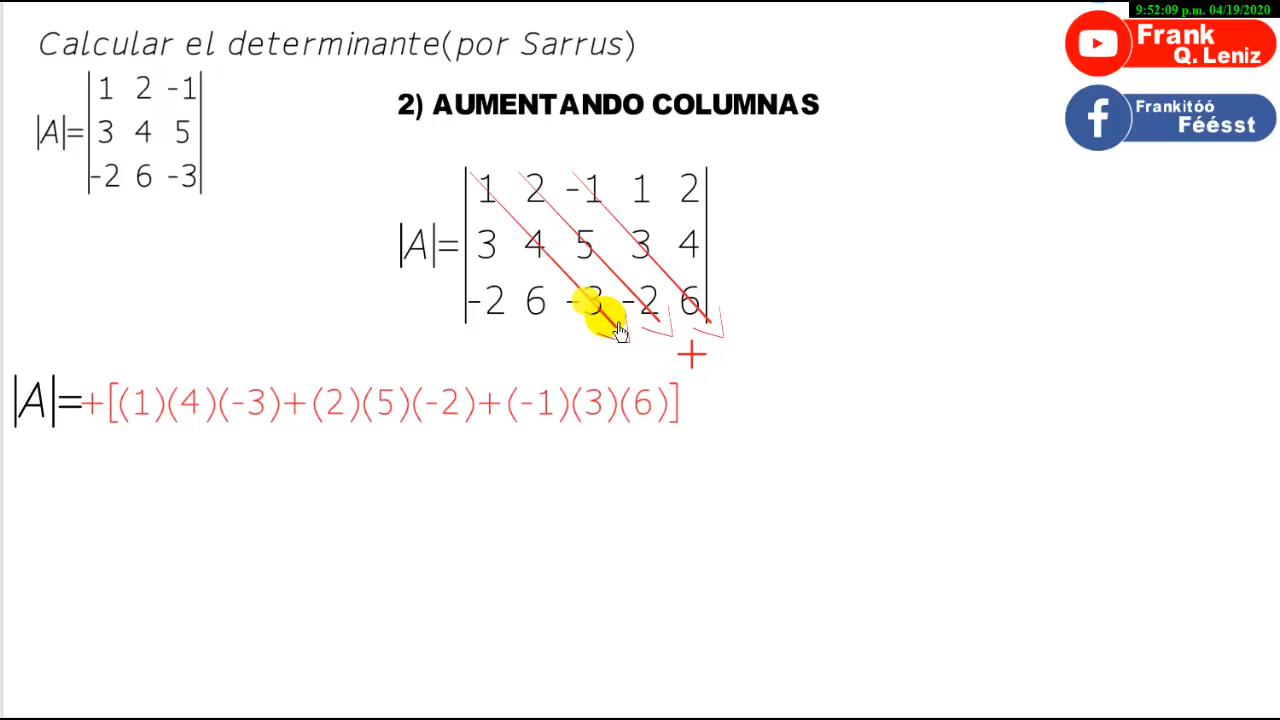 9:52:09 p.m. 04/19/2020
Calcular el determinante(por Sarrus)
Frank
Q. Leniz
1 2 -1
|A|= 3 4 5
-2 6 -3
2) AUMENTANDO COLUMNAS
Frankitóó
Féésst
1 2 -1 1 2
|A|= 3 4 5 3 4
-2 6 -3 -2 6
+
|A|=+[(1)(4)(-3)+(2)(5)(-2)+(-1)(3)(6)]